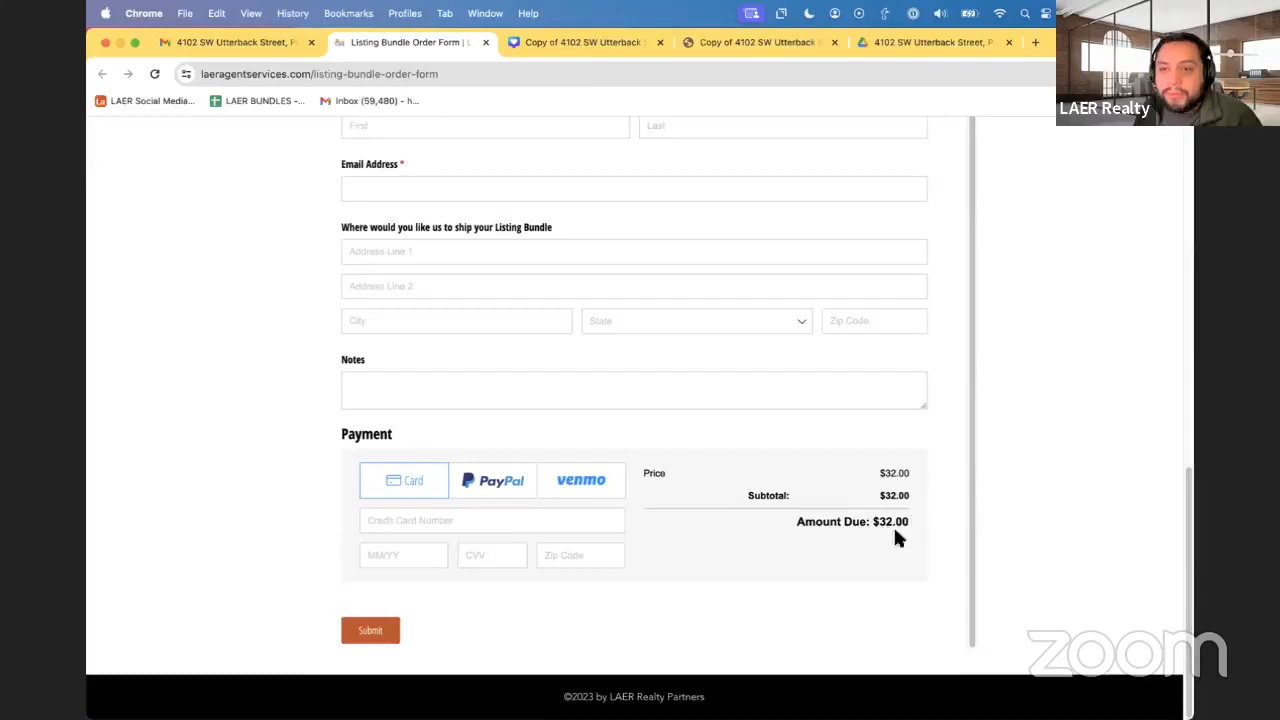 Chrome File Edit View History Bookmarks Profiles Tab Window Help
4102 SW Utterback Street, P
Listing Bundle Order Form | L
Copy of 4102 SW Utterback S
Copy of 4102 SW Utterback S
4102 SW Utterback Street, P
laeragentservices.com/listing-bundle-order-form
LAER Social Media...
LAER BUNDLES -...
Inbox (59,480) - h...
LAER Realty
First
Last
Email Address *
Where would you like us to ship your Listing Bundle
Address Line 1
Address Line 2
City
State
Zip Code
Notes
Payment
Card
PayPal
venmo
Price
$32.00
Credit Card Number
Subtotal:
$32.00
Amount Due: $32.00
MM/YY
CVV
Zip Code
Submit
zoom
©2023 by LAER Realty Partners